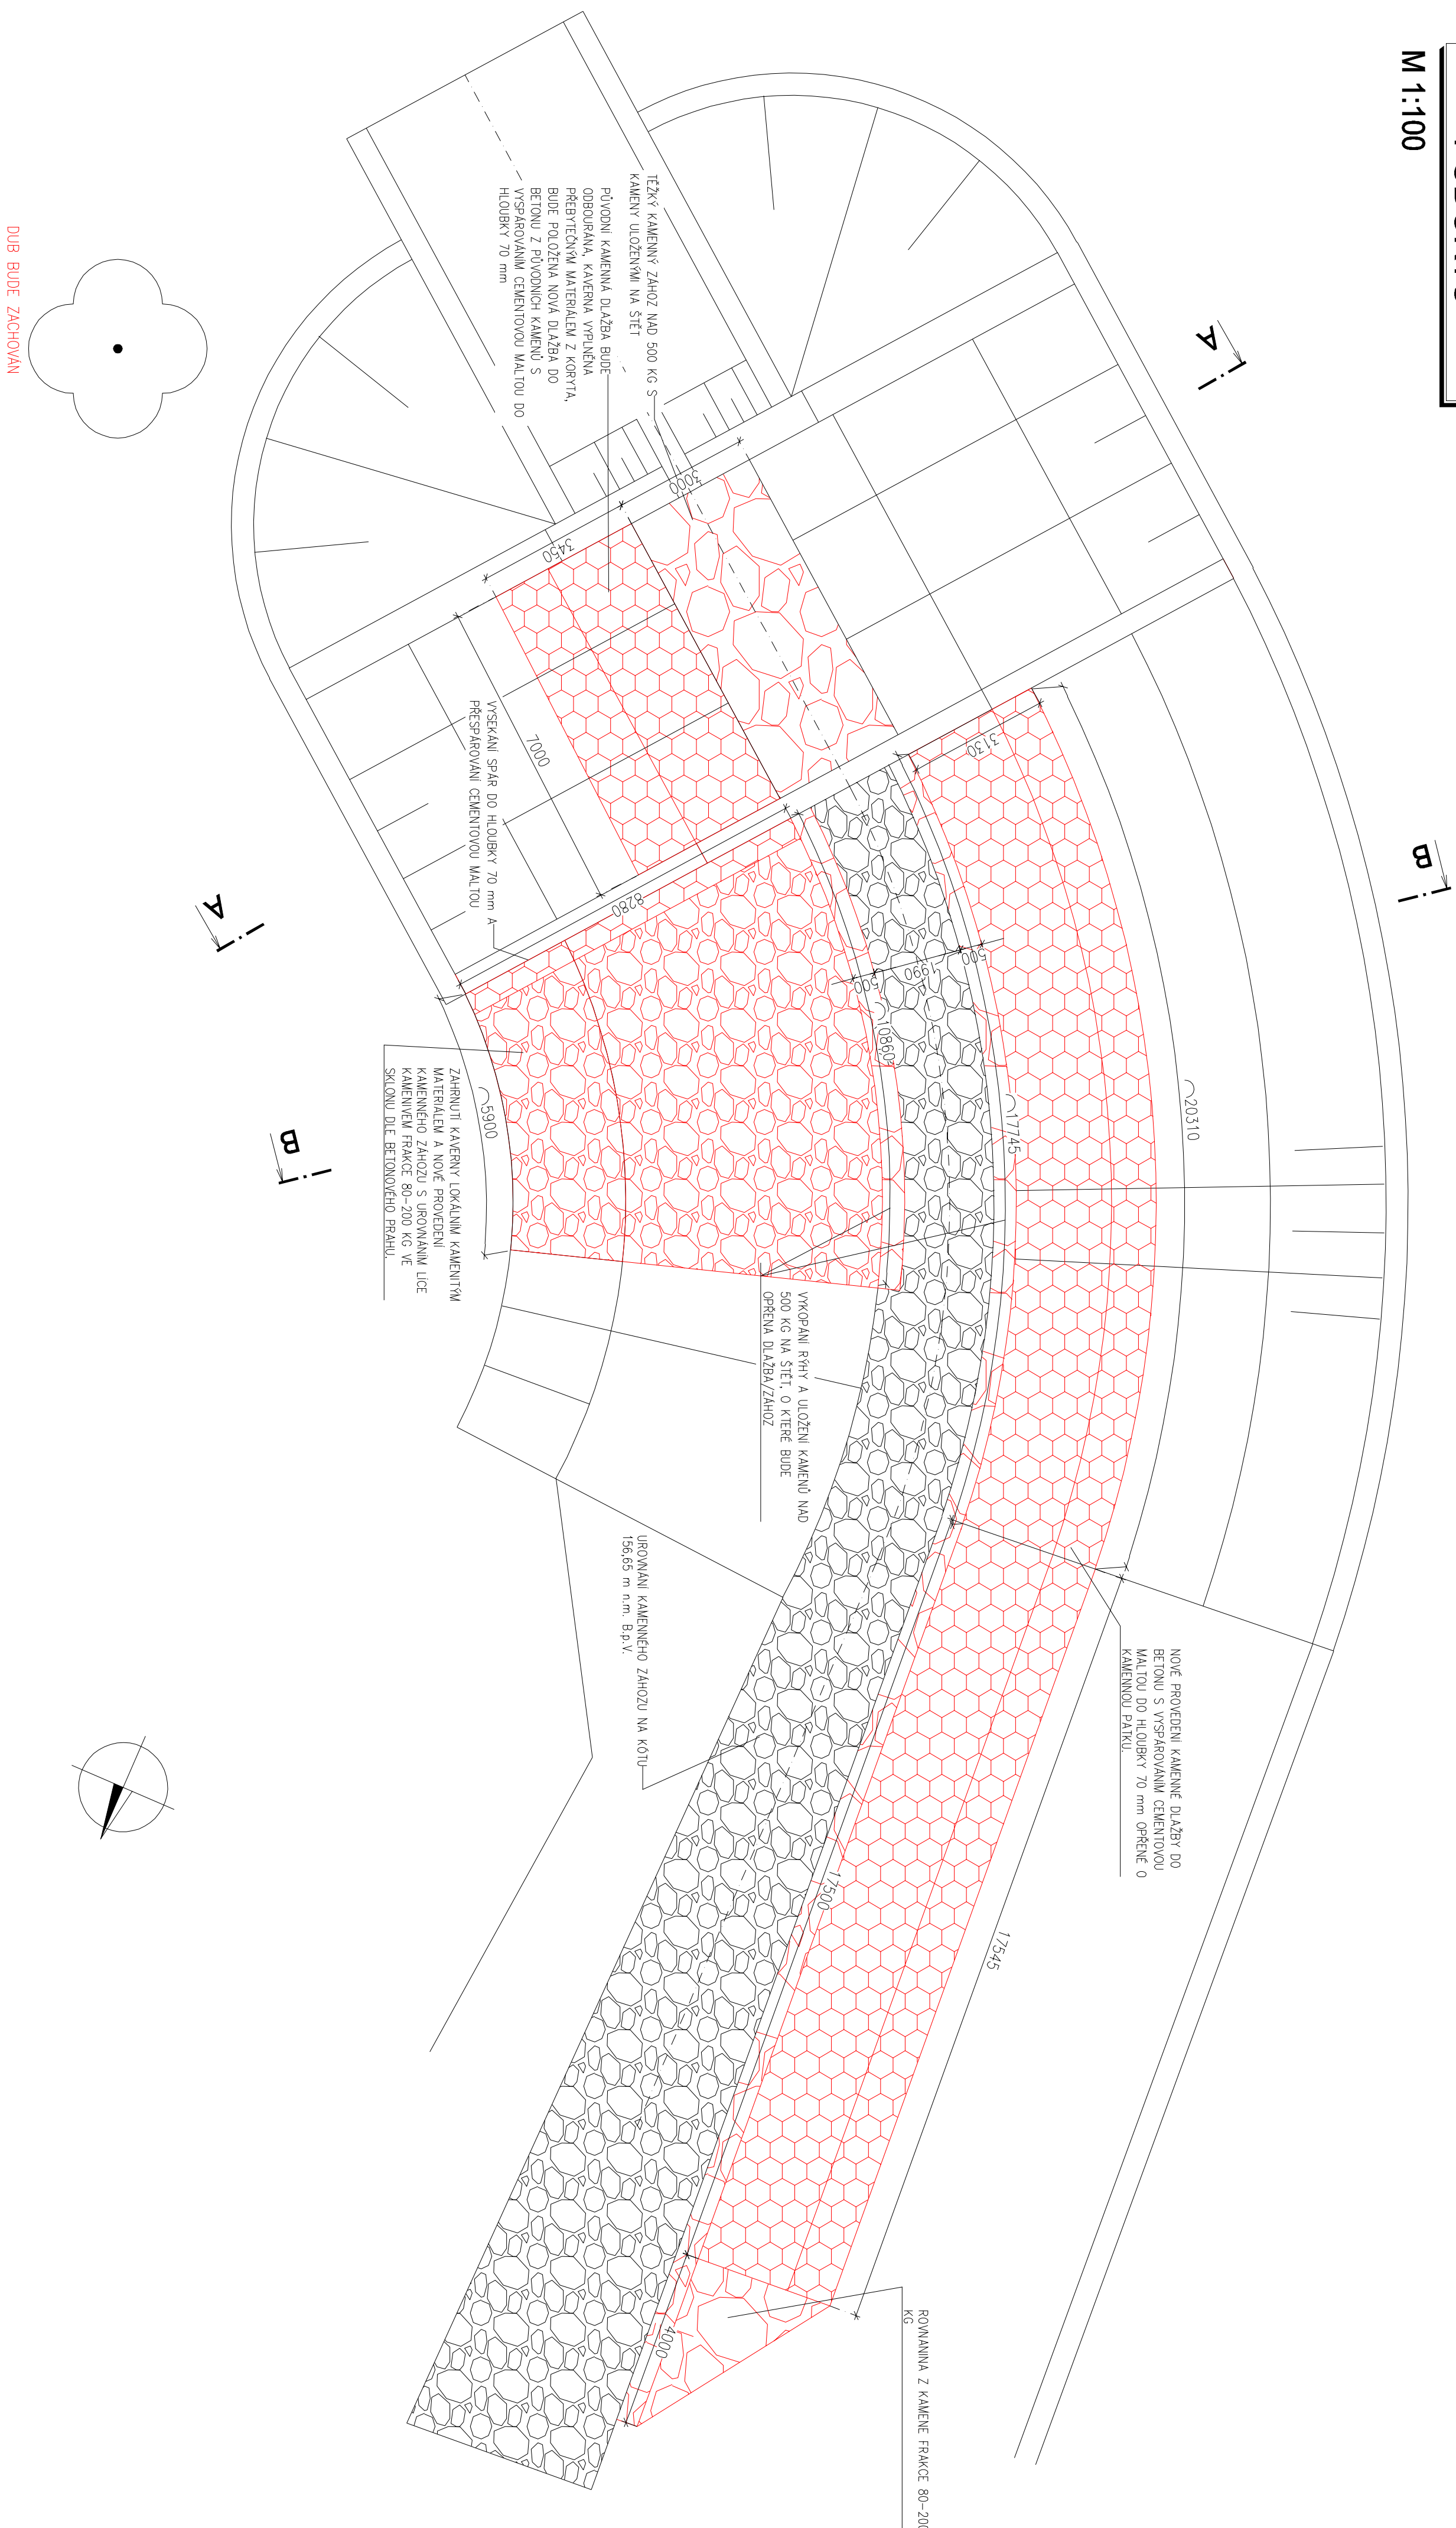 M 1:100
A
B
TĚŽKÝ KAMENNÝ ZÁHOZ NAD 500 KG S
KAMENY ULOŽENÝMI NA ŠTĚT
PŮVODNÍ KAMENNÁ DLAŽBA BUDE
ODBOURÁNA, KAVERNA VYPLNĚNA
PŘEBYTEČNÝM MATERIÁLEM Z KORYTA,
BUDE POLOŽENA NOVÁ DLAŽBA DO
BETONU Z PŮVODNÍCH KAMENŮ S
VYSPÁROVÁNÍM CEMENTOVOU MALTOU DO
HLOUBKY 70 mm
3000
3450
7000
3130
8280
500
1990
500
10860
17745
20310
5900
VYSEKÁNÍ SPÁR DO HLOUBKY 70 mm A
PŘESPÁROVÁNÍ CEMENTOVOU MALTOU
A
B
ZAHRNUTÍ KAVERNY LOKÁLNÍM KAMENITÝM
MATERIÁLEM A NOVÉ PROVEDENÍ
KAMENNÉHO ZÁHOZU S UROVNÁNÍM LÍCE
KAMENIVEM FRAKCE 80-200 KG VE
SKLONU DLE BETONOVÉHO PRAHU.
VYKOPÁNÍ RÝHY A ULOŽENÍ KAMENŮ NAD
500 KG NA ŠTĚT, O KTERÉ BUDE
OPŘENA DLAŽBA/ZÁHOZ
UROVNÁNÍ KAMENNÉHO ZÁHOZU NA KÓTU
156,65 m n.m. B.p.V.
NOVÉ PROVEDENÍ KAMENNÉ DLAŽBY DO
BETONU S VYSPÁROVÁNÍM CEMENTOVOU
MALTOU DO HLOUBKY 70 mm OPŘENÉ O
KAMENNOU PATKU.
17500
17545
4000
ROVNANINA Z KAMENE FRAKCE 80-200
KG
DUB BUDE ZACHOVÁN